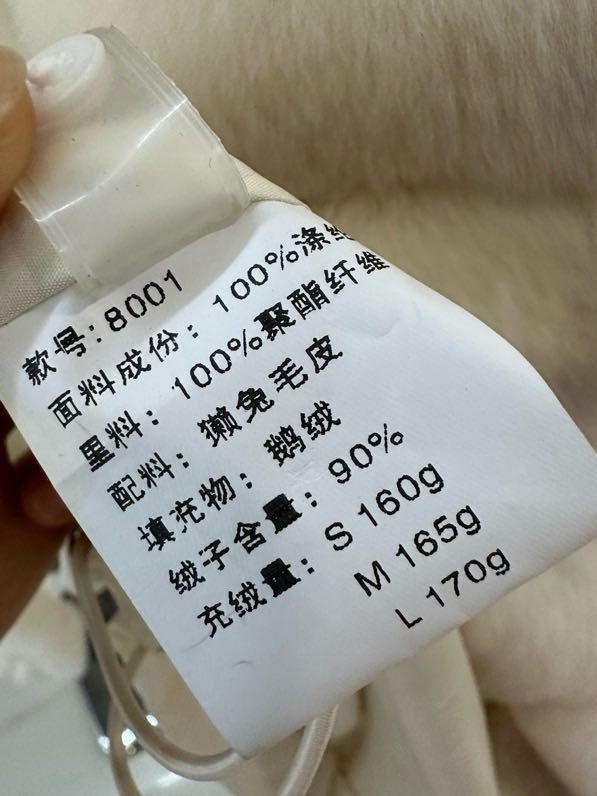 款号:8001
面料成份：100%涤纶
里料：100%聚酯纤维
配料：獭兔毛皮
填充物：鹅绒
绒子含量：90%
充绒量：S 160g
M 165g
L 170g